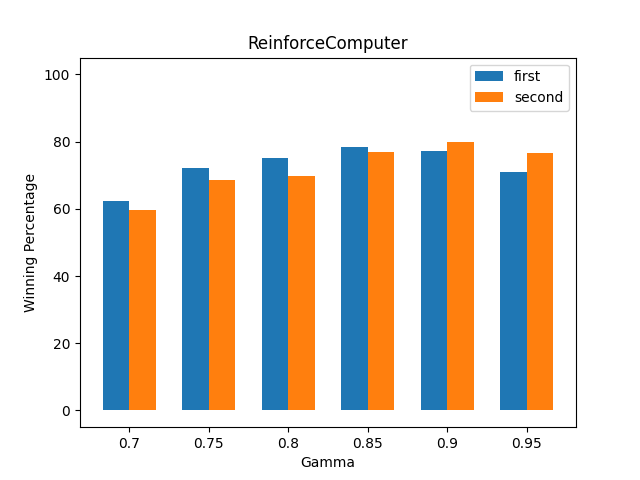 ReinforceComputer
first
second
100
80
60
40
20
0
Winning Percentage
0.7 0.75 0.8 0.85 0.9 0.95
Gamma